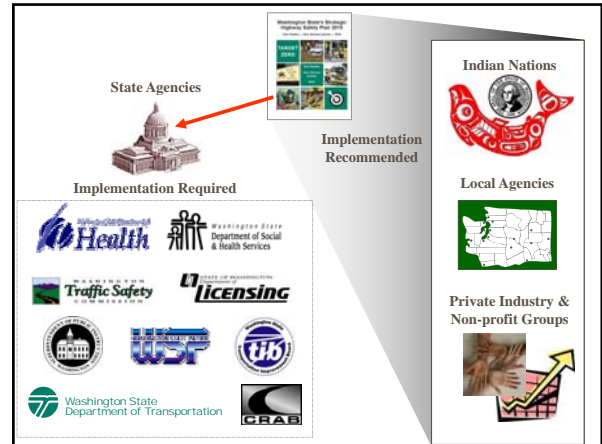 Washington State's Strategic
Highway Safety Plan 2010
TARGET
ZERO
State Agencies
Implementation Required
Implementation
Recommended
Indian Nations
Local Agencies
Private Industry &
Non-profit Groups
Health
Washington State
Department of Social
& Health Services
WASHINGTON
Traffic Safety
COMMISSION
STATE OF WASHINGTON
Department of
Licensing
WSP
tib
Washington State
Department of Transportation
CRAB